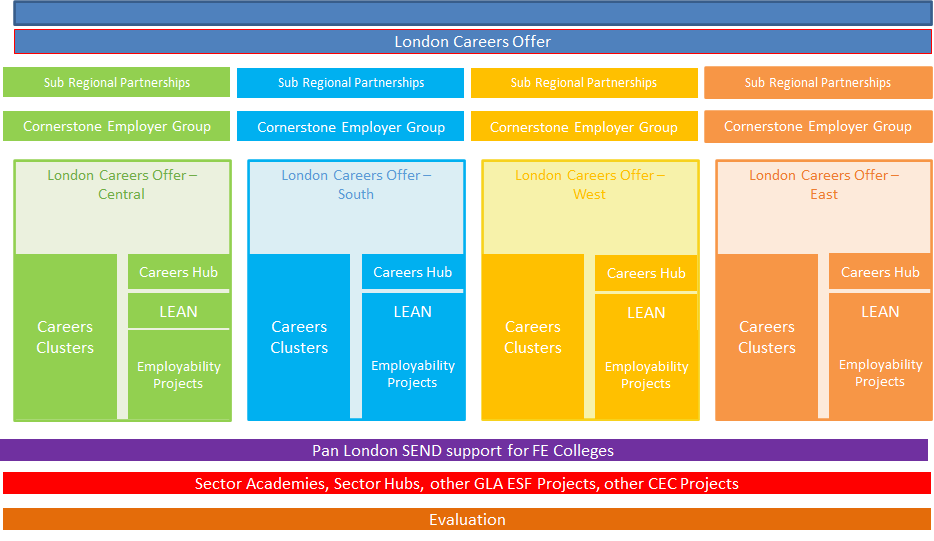 London Careers Offer
Sub Regional Partnerships
Sub Regional Partnerships
Sub Regional Partnerships
Sub Regional Partnerships
Cornerstone Employer Group
Cornerstone Employer Group
Cornerstone Employer Group
Cornerstone Employer Group
London Careers Offer –
Central
Careers
Clusters
Careers Hub
LEAN
Employability
Projects
London Careers Offer –
South
Careers
Clusters
Careers Hub
LEAN
Employability
Projects
London Careers Offer –
West
Careers
Clusters
Careers Hub
LEAN
Employability
Projects
London Careers Offer –
East
Careers
Clusters
Careers Hub
LEAN
Employability
Projects
Pan London SEND support for FE Colleges
Sector Academies, Sector Hubs, other GLA ESF Projects, other CEC Projects
Evaluation